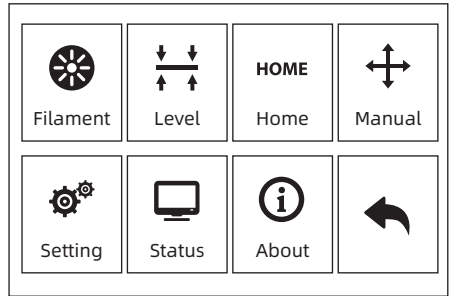 HOME
Filament
Level
Home
Manual
Setting
Status
About